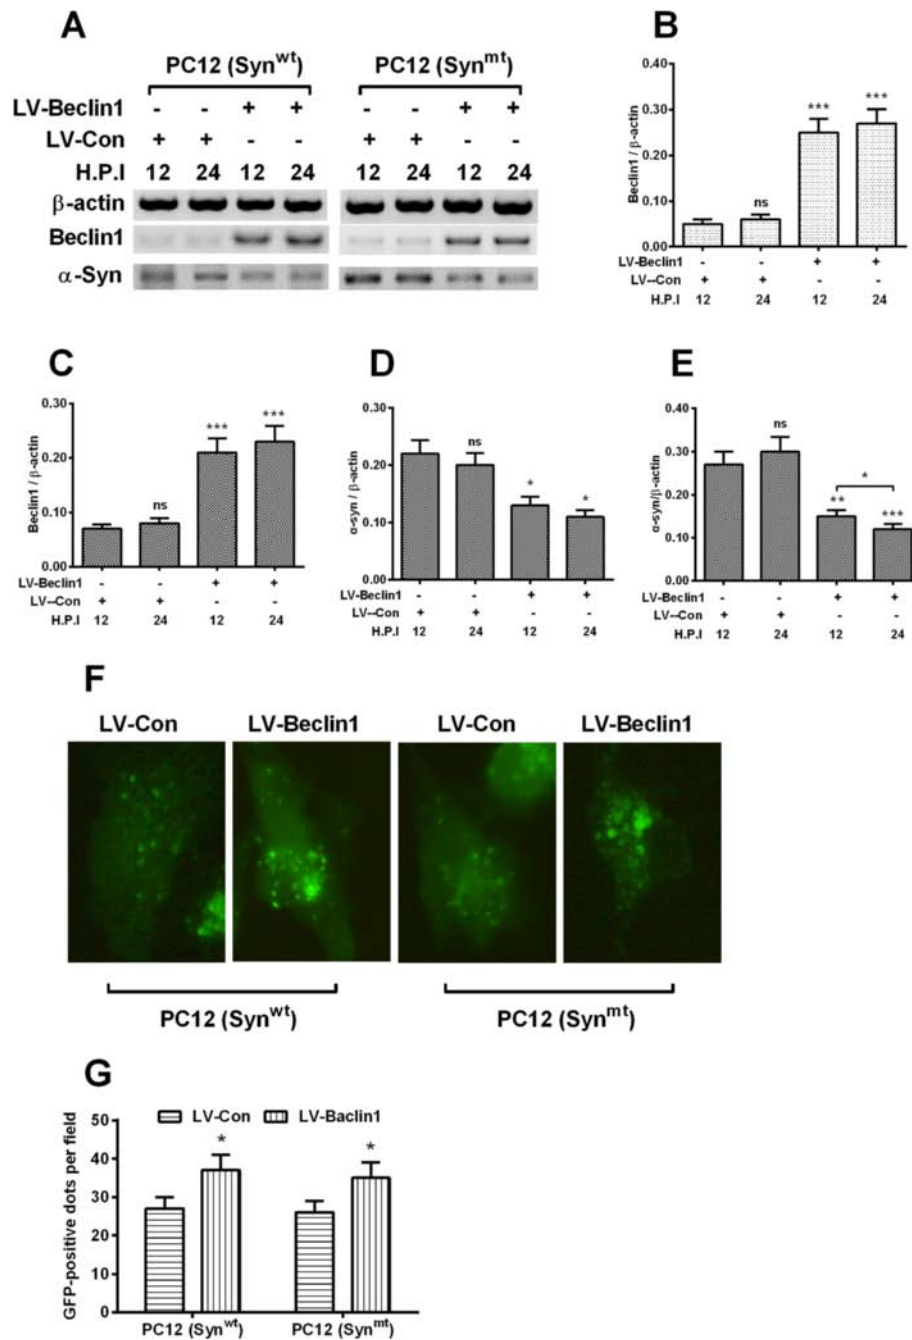 A
PC12 (Syn^wt) PC12 (Syn^mt)
LV-Beclin1 - - + + - - + +
LV-Con + + - - + + - -
H.P.I 12 24 12 24 12 24 12 24
β-actin
Beclin1
α-Syn
B
Beclin1 / β-actin
0.40
0.30
0.20
0.10
0.00
ns *** ***
LV-Beclin1 - - + +
LV--Con + + - -
H.P.I 12 24 12 24
C
Beclin1 / β-actin
0.30
0.20
0.10
0.00
ns *** ***
LV-Beclin1 - - + +
LV--Con + + - -
H.P.I 12 24 12 24
D
α-syn / β-actin
0.30
0.20
0.10
0.00
ns * *
LV-Beclin1 - - + +
LV--Con + + - -
H.P.I 12 24 12 24
E
α-syn/β-actin
0.40
0.30
0.20
0.10
0.00
ns ** * ***
LV-Beclin1 - - + +
LV--Con + + - -
H.P.I 12 24 12 24
F
LV-Con LV-Beclin1 LV-Con LV-Beclin1
PC12 (Syn^wt) PC12 (Syn^mt)
G
GFP-positive dots per field
LV-Con LV-Baclin1
50
40
30
20
10
0
* *
PC12 (Syn^wt) PC12 (Syn^mt)